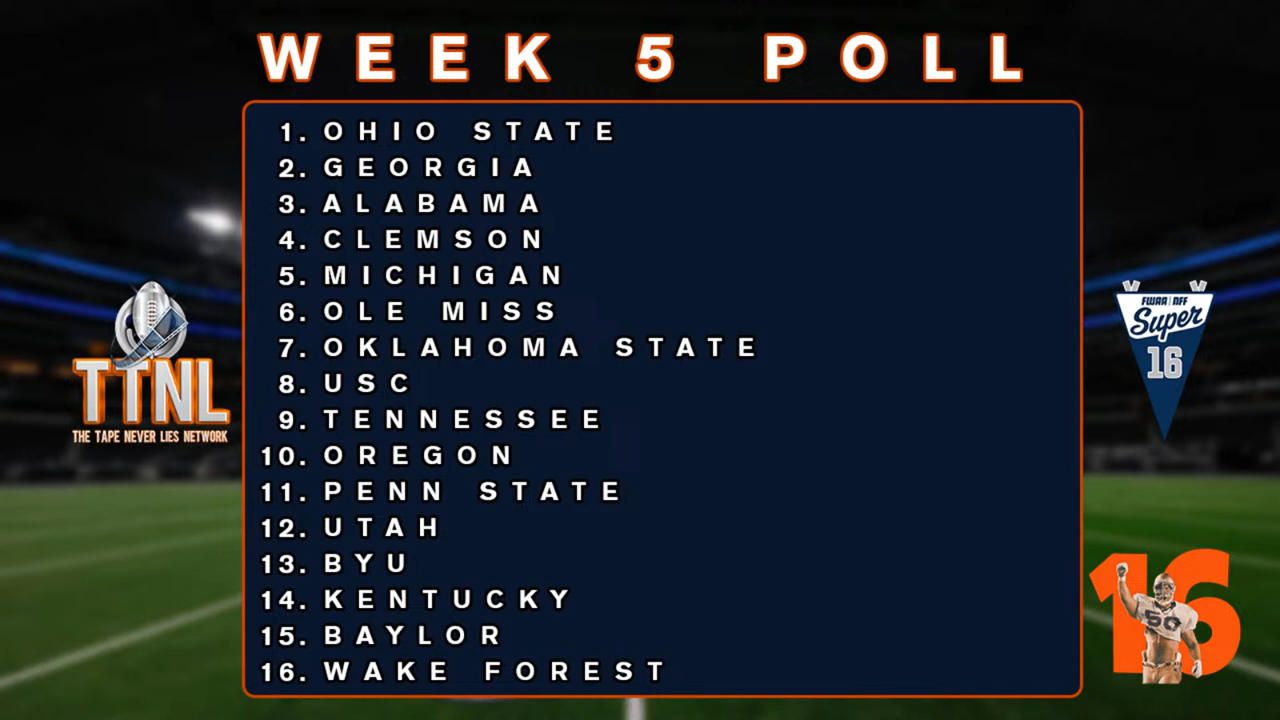 WEEK 5 POLL
1. OHIO STATE
2. GEORGIA
3. ALABAMA
4. CLEMSON
5. MICHIGAN
6. OLE MISS
7. OKLAHOMA STATE
8. USC
9. TENNESSEE
10. OREGON
11. PENN STATE
12. UTAH
13. BYU
14. KENTUCKY
15. BAYLOR
16. WAKE FOREST
TTNL
THE TAPE NEVER LIES NETWORK
FWAA NFF
Super
16
16
50